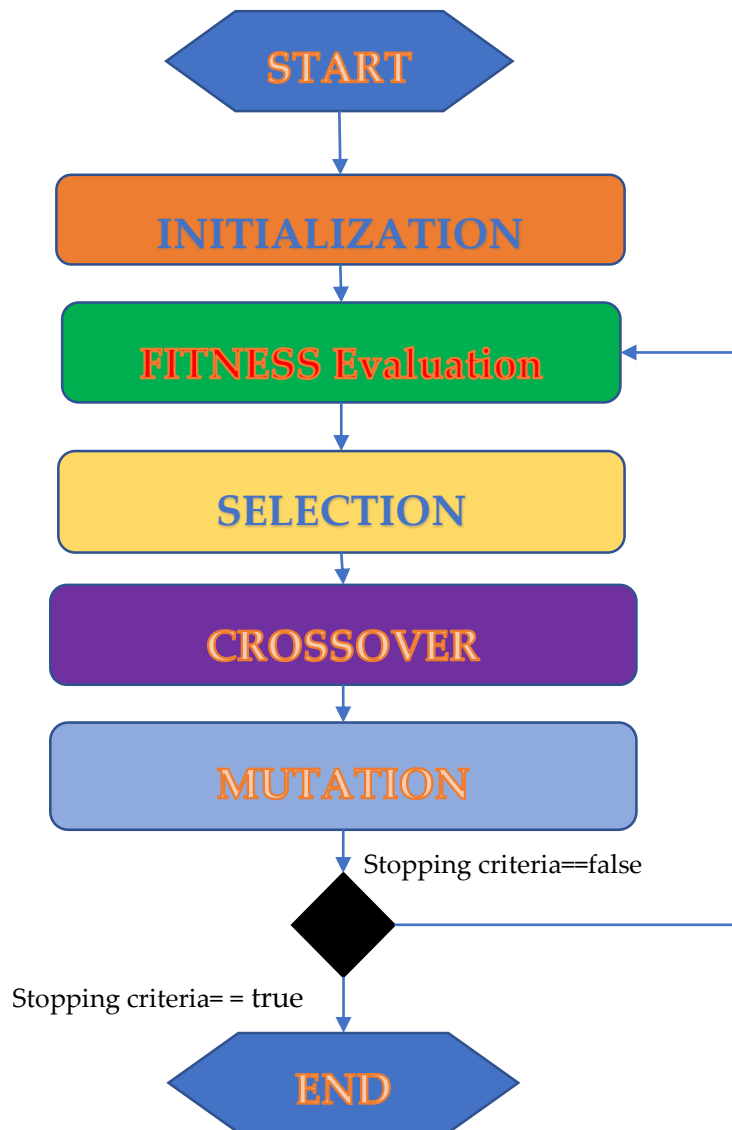 START
INITIALIZATION
FITNESS Evaluation
SELECTION
CROSSOVER
MUTATION
Stopping criteria==false
Stopping criteria= = true
END